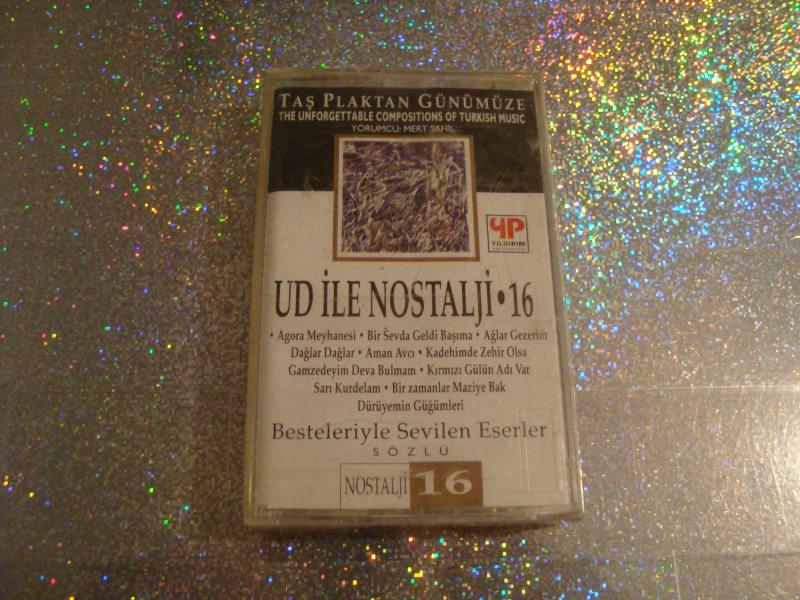 TAŞ PLAKTAN GÜNÜMÜZE
THE UNFORGETTABLE COMPOSITIONS OF TURKISH MUSIC
YORUMCU: MERT ŞAHİL
YP
YILDIRIM
UD İLE NOSTALJİ • 16
• Agora Meyhanesi • Bir Sevda Geldi Başıma • Ağlar Gezerim
Dağlar Dağlar • Aman Avcı • Kadehimde Zehir Olsa
Gamzedeyim Deva Bulmam • Kırmızı Gülün Adı Var
Sarı Kurdelam • Bir zamanlar Maziye Bak
Dürüyemin Güğümleri
Besteleriyle Sevilen Eserler
SÖZLÜ
NOSTALJİ 16